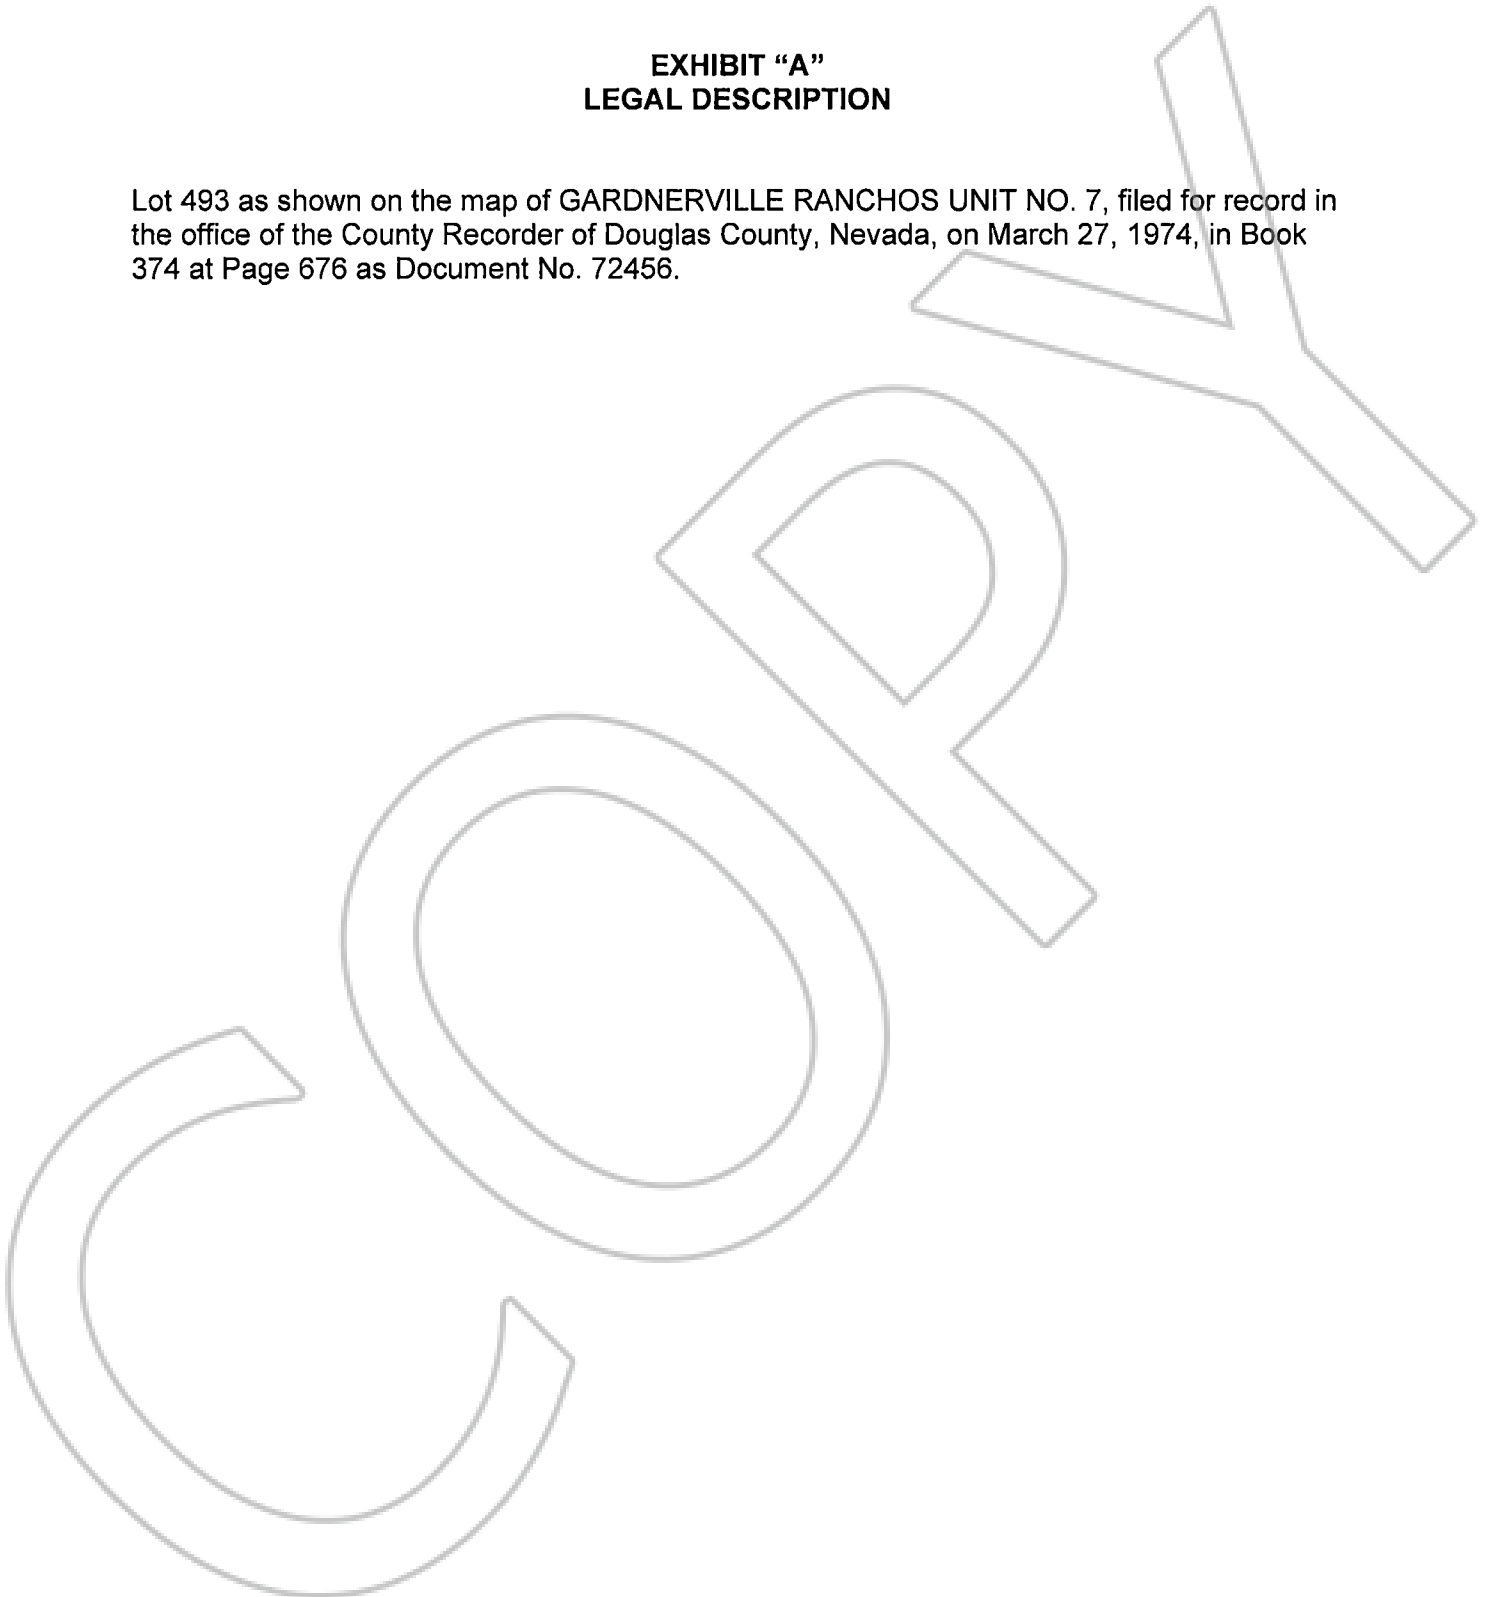 EXHIBIT “A”
LEGAL DESCRIPTION
Lot 493 as shown on the map of GARDNERVILLE RANCHOS UNIT NO. 7, filed for record in
the office of the County Recorder of Douglas County, Nevada, on March 27, 1974, in Book
374 at Page 676 as Document No. 72456.
COPY